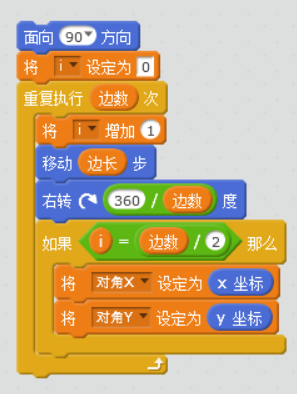 面向 90 方向
将 i 设定为 0
重复执行 边数 次
将 i 增加 1
移动 边长 步
右转 360 / 边数 度
如果 i = 边数 / 2 那么
将 对角X 设定为 x 坐标
将 对角Y 设定为 y 坐标